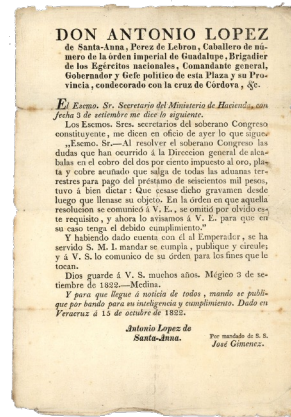 DON ANTONIO LOPEZ
de Santa-Anna, Perez de Lebron, Caballero de nú-
mero de la órden imperial de Guadalupe, Brigadier
de los Egércitos nacionales, Comandante general,
Gobernador y Gefe político de esta Plaza y su Pro-
vincia, condecorado con la cruz de Córdova, &c.
El Escmo. Sr. Secretario del Ministerio de Hacienda, con
fecha 3 de setiembre me dice lo siguiente.
Los Escmos. Sres. secretarios del soberano Congreso
constituyente, me dicen en oficio de ayer lo que sigue.
„Escmo. Sr.—Al resolver el soberano Congreso las
dudas que han ocurrido á la Direccion general de alca-
balas en el cobro del dos por ciento impuesto al oro, pla-
ta y cobre acuñado que salga de todas las aduanas ter-
restres para pago del préstamo de seiscientos mil pesos,
tuvo á bien dictar: Que cesase dicho gravamen desde
luego que llenase su objeto. En la órden en que aquella
resolucion se comunicó á V. E., se omitió por olvido es-
te requisito, y ahora lo avisamos á V. E. para que en
su caso tenga el debido cumplimiento."
Y habiendo dado cuenta con él al Emperador, se ha
servido S. M. I. mandar se cumpla, publique y circule;
y á V. S. lo comunico de su órden para los fines que le
tocan.
Dios guarde á V. S. muchos años. Mégico 3 de se-
tiembre de 1822.—Medina.
Y para que llegue á noticia de todos, mando se publi-
que por bando para su inteligencia y cumplimiento. Dado en
Veracruz á 15 de octubre de 1822.
Antonio Lopez de
Santa-Anna.
Por mandado de S. S.
José Gimenez.